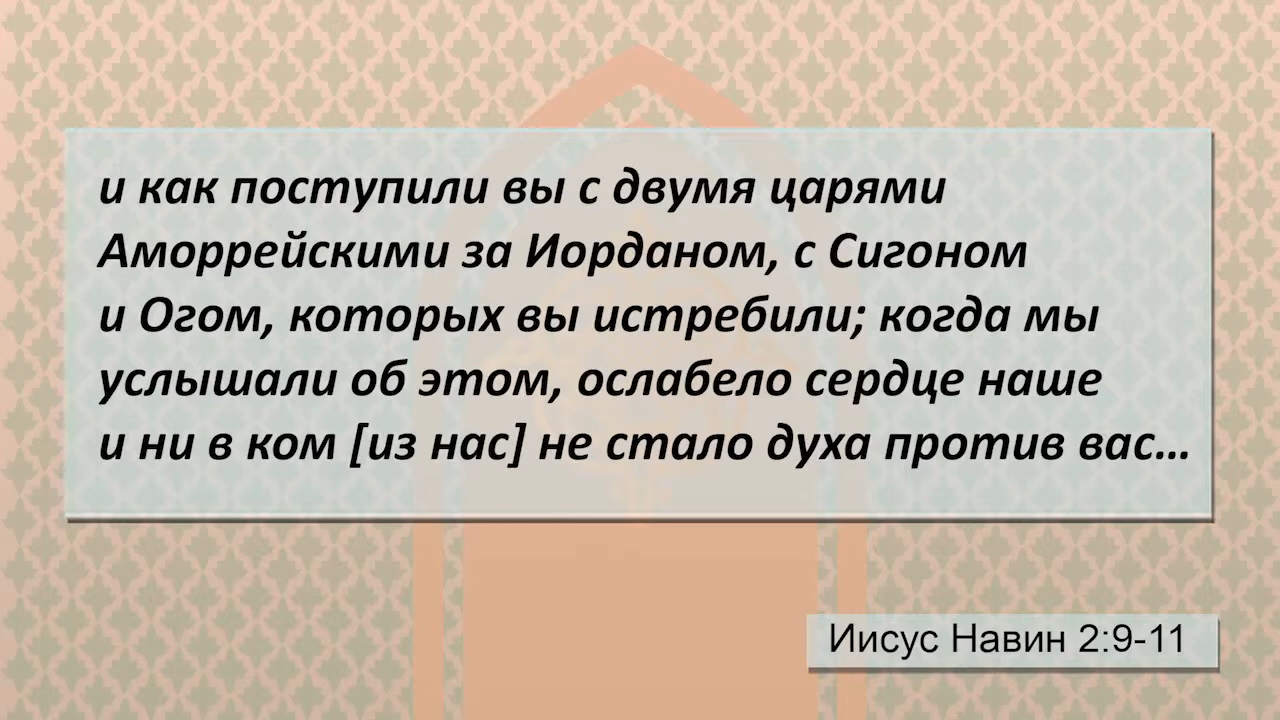 и как поступили вы с двумя царями
Аморрейскими за Иорданом, с Сигоном
и Огом, которых вы истребили; когда мы
услышали об этом, ослабело сердце наше
и ни в ком [из нас] не стало духа против вас...
Иисус Навин 2:9-11